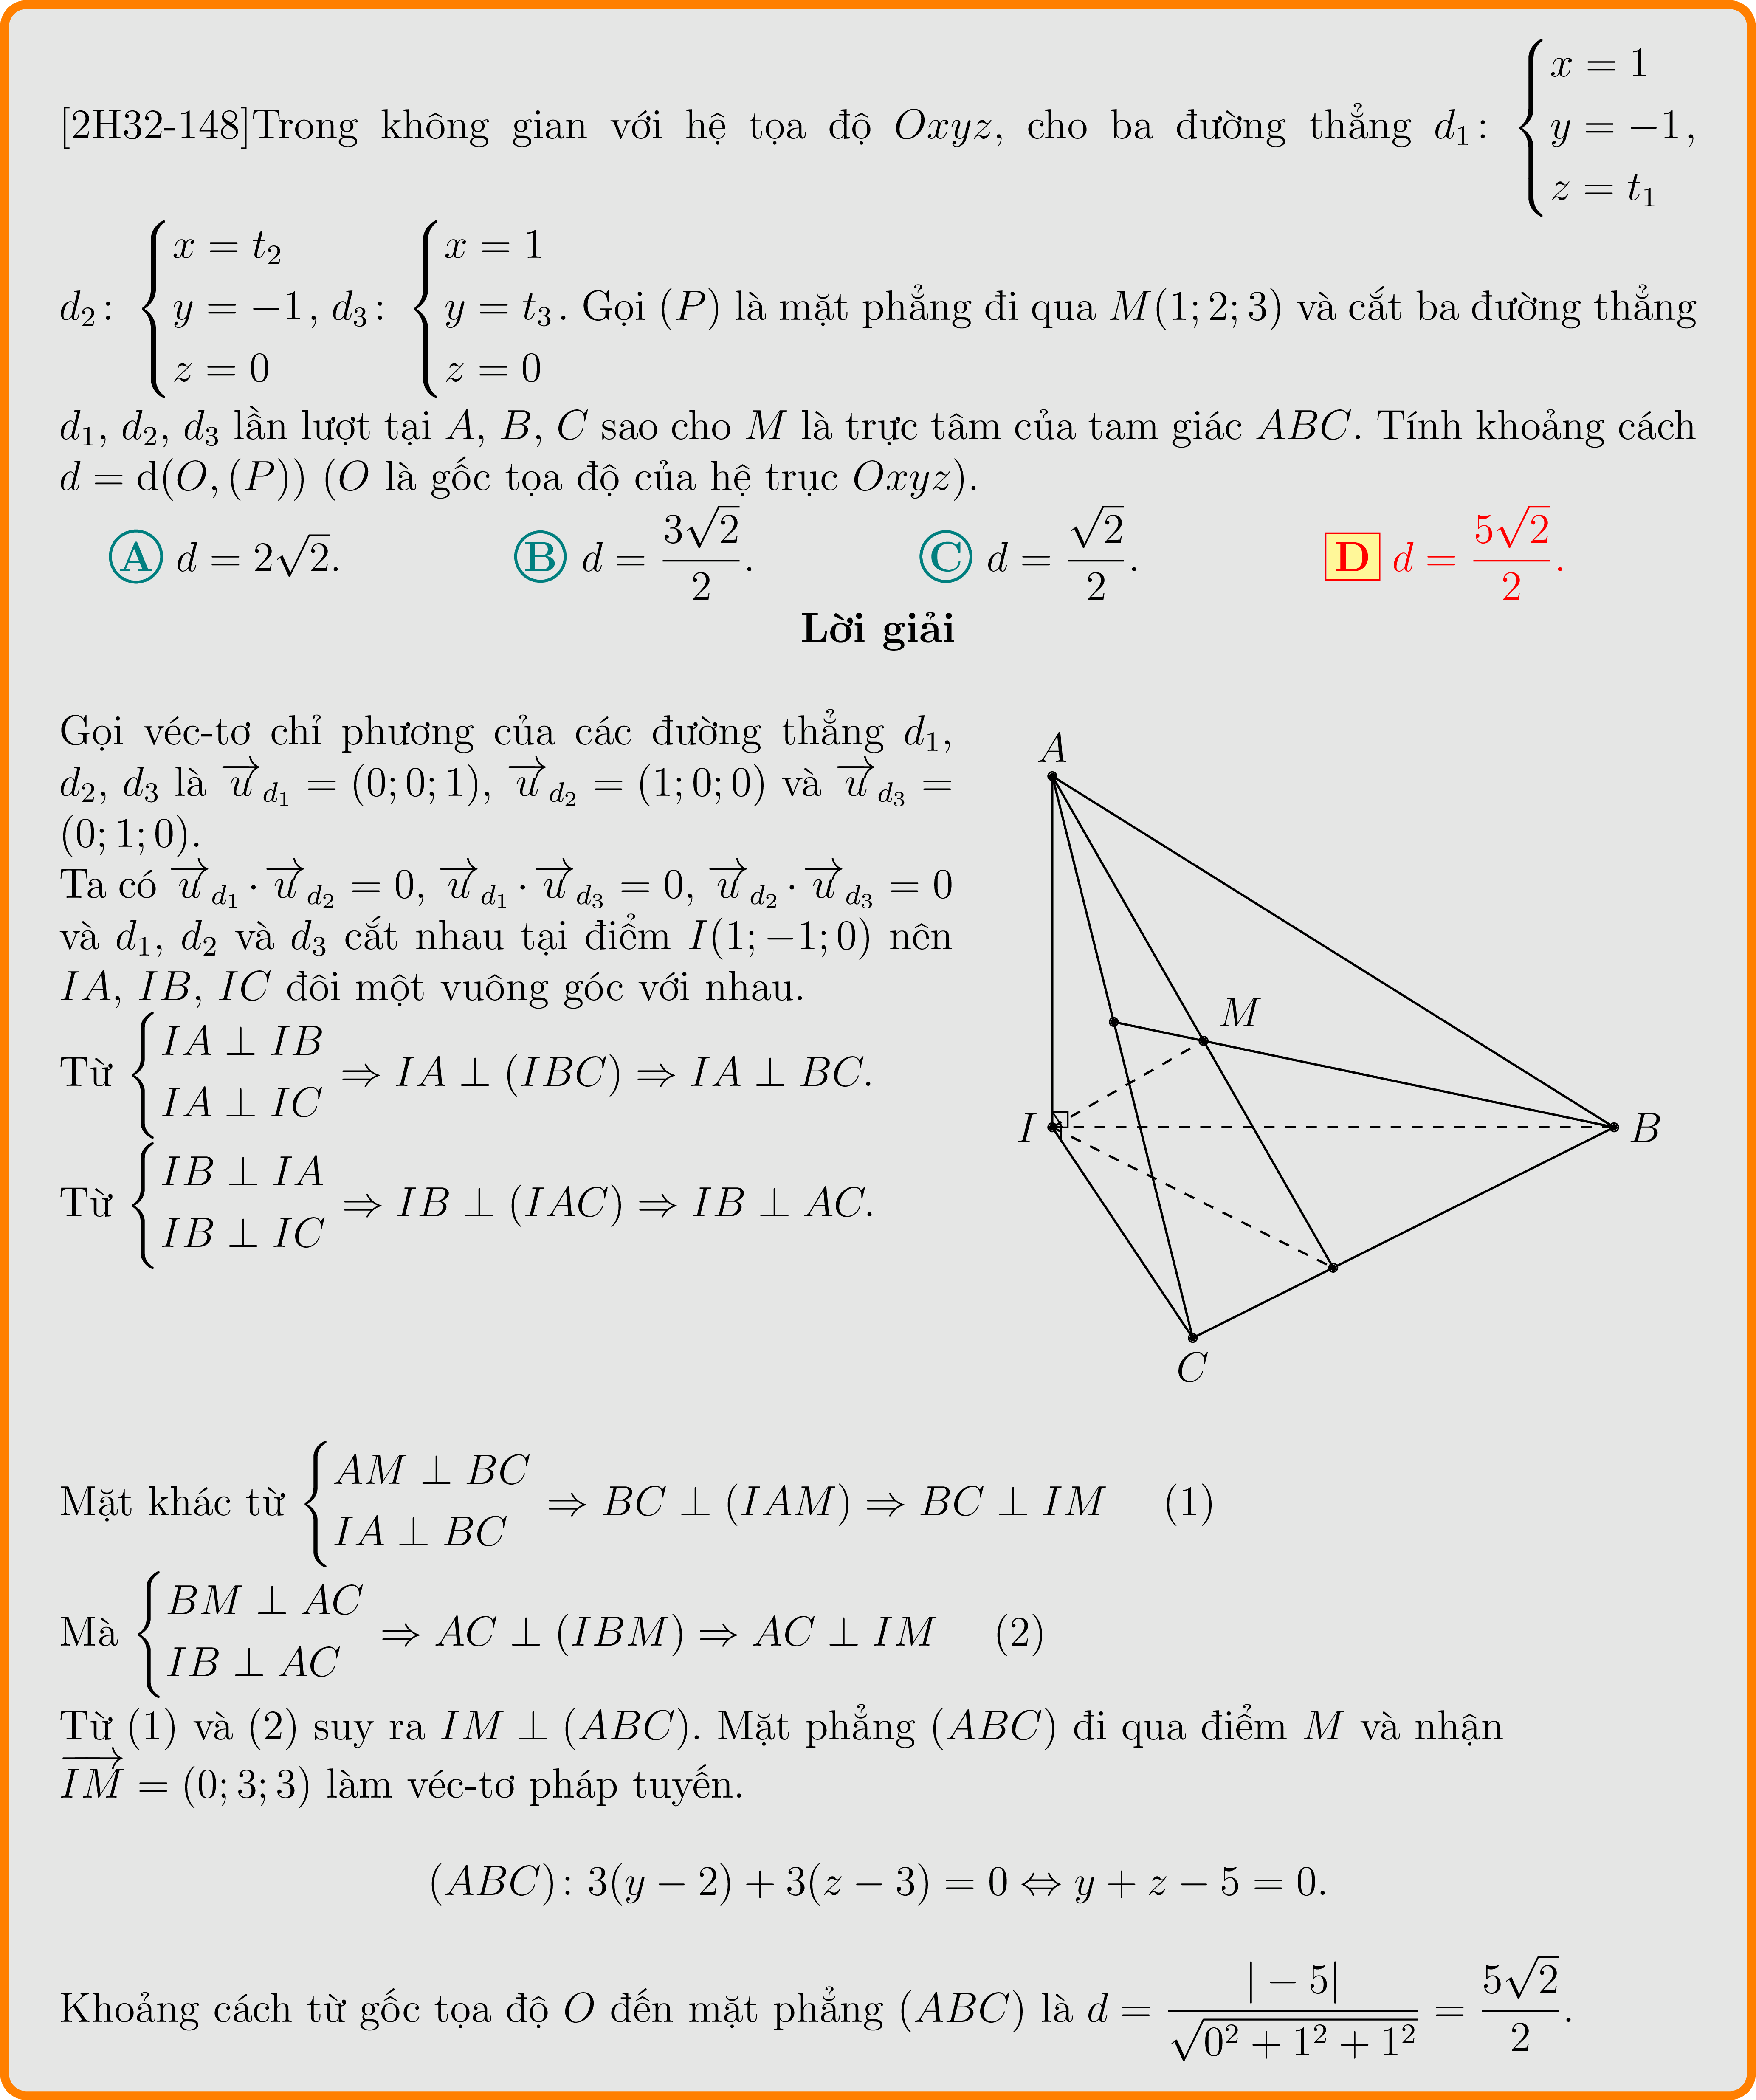 [2H32-148]Trong không gian với hệ tọa độ $Oxyz$, cho ba đường thẳng $d_1\colon \begin{cases} x = 1 \\ y = -1 \\ z = t_1 \end{cases}$,
$d_2\colon \begin{cases} x = t_2 \\ y = -1 \\ z = 0 \end{cases}$, $d_3\colon \begin{cases} x = 1 \\ y = t_3 \\ z = 0 \end{cases}$. Gọi $(P)$ là mặt phẳng đi qua $M(1; 2; 3)$ và cắt ba đường thẳng
$d_1$, $d_2$, $d_3$ lần lượt tại $A$, $B$, $C$ sao cho $M$ là trực tâm của tam giác $ABC$. Tính khoảng cách
$d = \mathrm{d}(O, (P))$ ($O$ là gốc tọa độ của hệ trục $Oxyz$).
A $d = 2\sqrt{2}$. B $d = \dfrac{3\sqrt{2}}{2}$. C $d = \dfrac{\sqrt{2}}{2}$. D $d = \dfrac{5\sqrt{2}}{2}$.
Lời giải
Gọi véc-tơ chỉ phương của các đường thẳng $d_1$,
$d_2$, $d_3$ là $\overrightarrow{u}_{d_1} = (0; 0; 1)$, $\overrightarrow{u}_{d_2} = (1; 0; 0)$ và $\overrightarrow{u}_{d_3} =$
$(0; 1; 0)$.
Ta có $\overrightarrow{u}_{d_1} \cdot \overrightarrow{u}_{d_2} = 0$, $\overrightarrow{u}_{d_1} \cdot \overrightarrow{u}_{d_3} = 0$, $\overrightarrow{u}_{d_2} \cdot \overrightarrow{u}_{d_3} = 0$
và $d_1$, $d_2$ và $d_3$ cắt nhau tại điểm $I(1; -1; 0)$ nên
$IA$, $IB$, $IC$ đôi một vuông góc với nhau.
Từ $\begin{cases} IA \perp IB \\ IA \perp IC \end{cases} \Rightarrow IA \perp (IBC) \Rightarrow IA \perp BC$.
Từ $\begin{cases} IB \perp IA \\ IB \perp IC \end{cases} \Rightarrow IB \perp (IAC) \Rightarrow IB \perp AC$.
A
M
I
B
C
Mặt khác từ $\begin{cases} AM \perp BC \\ IA \perp BC \end{cases} \Rightarrow BC \perp (IAM) \Rightarrow BC \perp IM$ (1)
Mà $\begin{cases} BM \perp AC \\ IB \perp AC \end{cases} \Rightarrow AC \perp (IBM) \Rightarrow AC \perp IM$ (2)
Từ (1) và (2) suy ra $IM \perp (ABC)$. Mặt phẳng $(ABC)$ đi qua điểm $M$ và nhận
$\overrightarrow{IM} = (0; 3; 3)$ làm véc-tơ pháp tuyến.
$(ABC)\colon 3(y - 2) + 3(z - 3) = 0 \Leftrightarrow y + z - 5 = 0.$
Khoảng cách từ gốc tọa độ $O$ đến mặt phẳng $(ABC)$ là $d = \dfrac{|-5|}{\sqrt{0^2 + 1^2 + 1^2}} = \dfrac{5\sqrt{2}}{2}$.